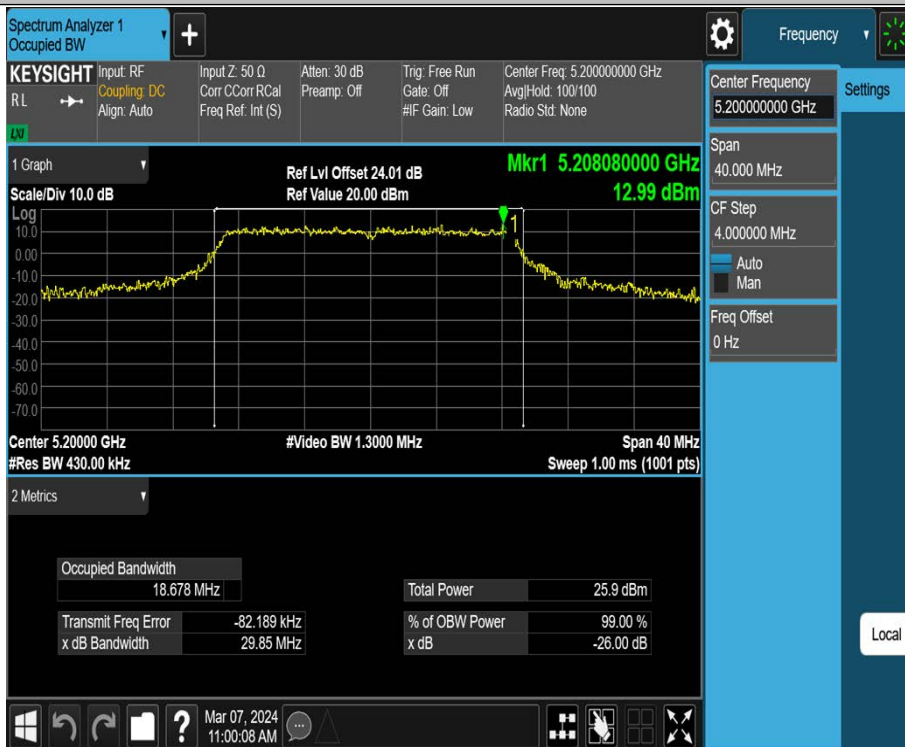 Spectrum Analyzer 1
Occupied BW
+
Frequency
KEYSIGHT
R L
LXI
Input: RF
Coupling: DC
Align: Auto
Input Z: 50 Ω
Corr CCorr RCal
Freq Ref: Int (S)
Atten: 30 dB
Preamp: Off
Trig: Free Run
Gate: Off
#IF Gain: Low
Center Freq: 5.200000000 GHz
Avg|Hold: 100/100
Radio Std: None
Center Frequency
5.200000000 GHz
Settings
Span
40.000 MHz
CF Step
4.000000 MHz
Auto
Man
Freq Offset
0 Hz
1 Graph
Scale/Div 10.0 dB
Ref Lvl Offset 24.01 dB
Ref Value 20.00 dBm
Mkr1 5.208080000 GHz
12.99 dBm
Log
10.0
0.00
-10.0
-20.0
-30.0
-40.0
-50.0
-60.0
-70.0
1
Center 5.20000 GHz
#Res BW 430.00 kHz
#Video BW 1.3000 MHz
Span 40 MHz
Sweep 1.00 ms (1001 pts)
2 Metrics
Occupied Bandwidth
18.678 MHz
Transmit Freq Error -82.189 kHz
x dB Bandwidth 29.85 MHz
Total Power 25.9 dBm
% of OBW Power 99.00 %
x dB -26.00 dB
Local
?
Mar 07, 2024
11:00:08 AM